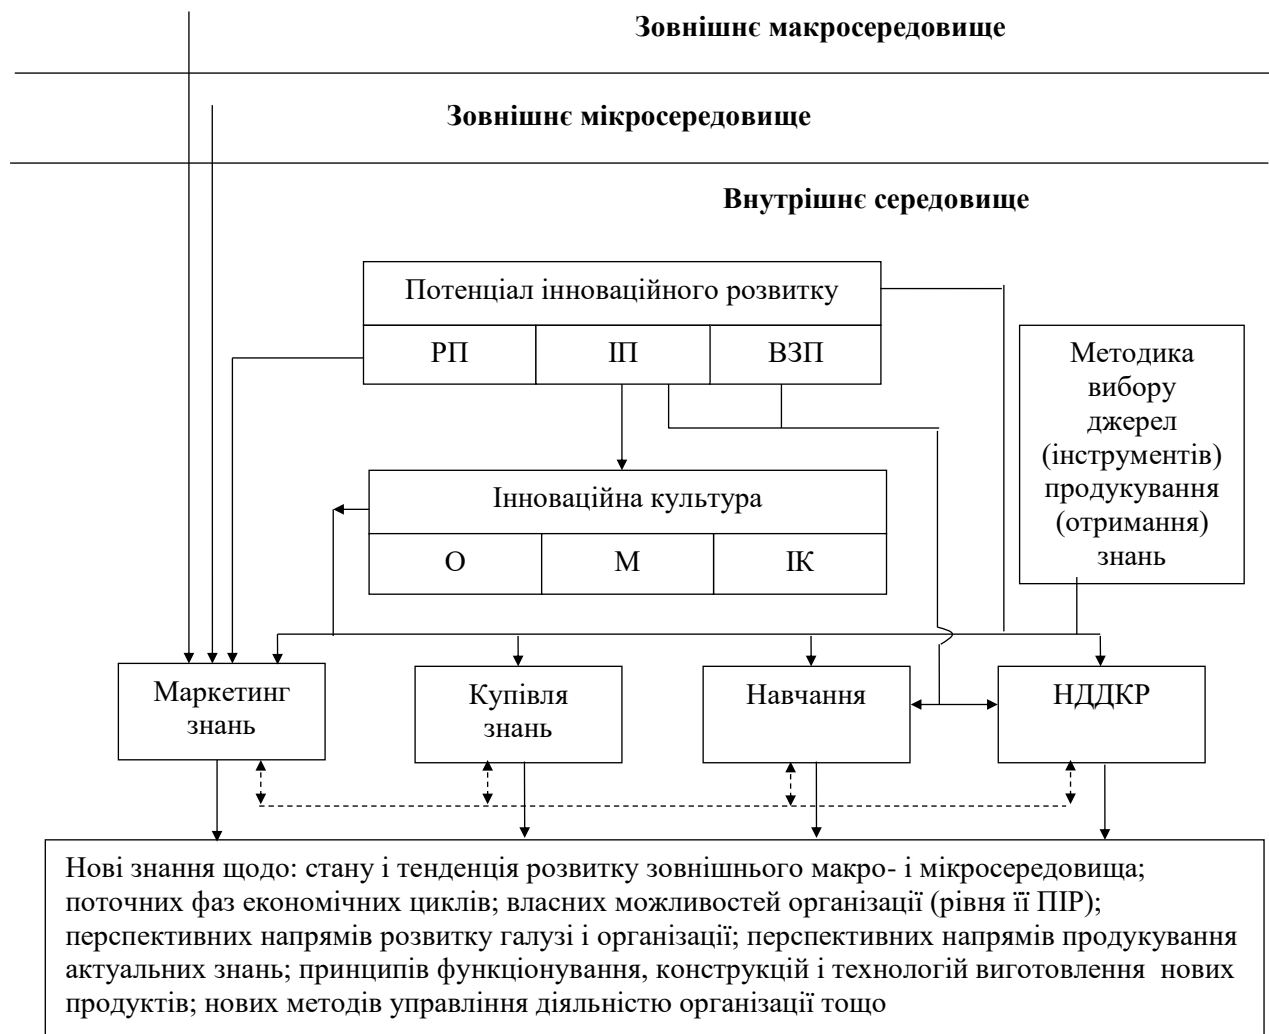 Зовнішнє макросередовище
Зовнішнє мікросередовище
Внутрішнє середовище
Потенціал інноваційного розвитку
РП
ІП
ВЗП
Методика
вибору
джерел
(інструментів)
продукування
(отримання)
знань
Інноваційна культура
О
М
ІК
Маркетинг
знань
Купівля
знань
Навчання
НДДКР
Нові знання щодо: стану і тенденція розвитку зовнішнього макро- і мікросередовища;
поточних фаз економічних циклів; власних можливостей організації (рівня її ПІР);
перспективних напрямів розвитку галузі і організації; перспективних напрямів продукування
актуальних знань; принципів функціонування, конструкцій і технологій виготовлення нових
продуктів; нових методів управління діяльністю організації тощо